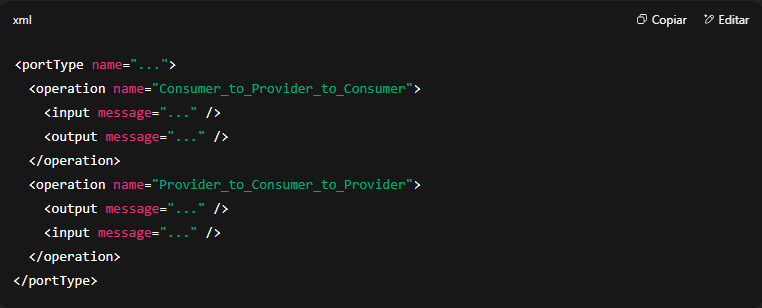 xml Copiar Editar
<portType name="...">
<operation name="Consumer_to_Provider_to_Consumer">
<input message="..." />
<output message="..." />
</operation>
<operation name="Provider_to_Consumer_to_Provider">
<output message="..." />
<input message="..." />
</operation>
</portType>